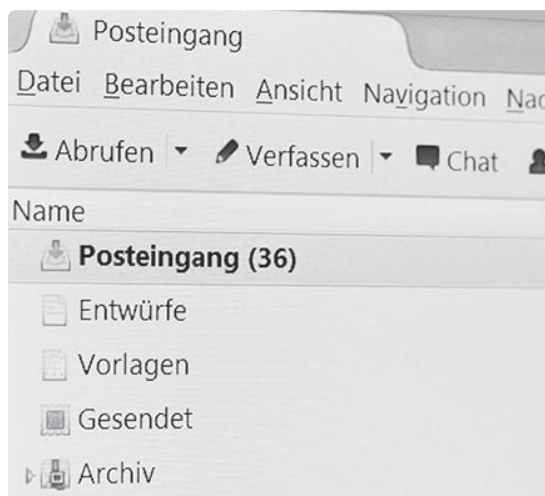 Posteingang
Datei Bearbeiten Ansicht Navigation
Abrufen Verfassen Chat
Name
Posteingang (36)
Entwürfe
Vorlagen
Gesendet
Archiv